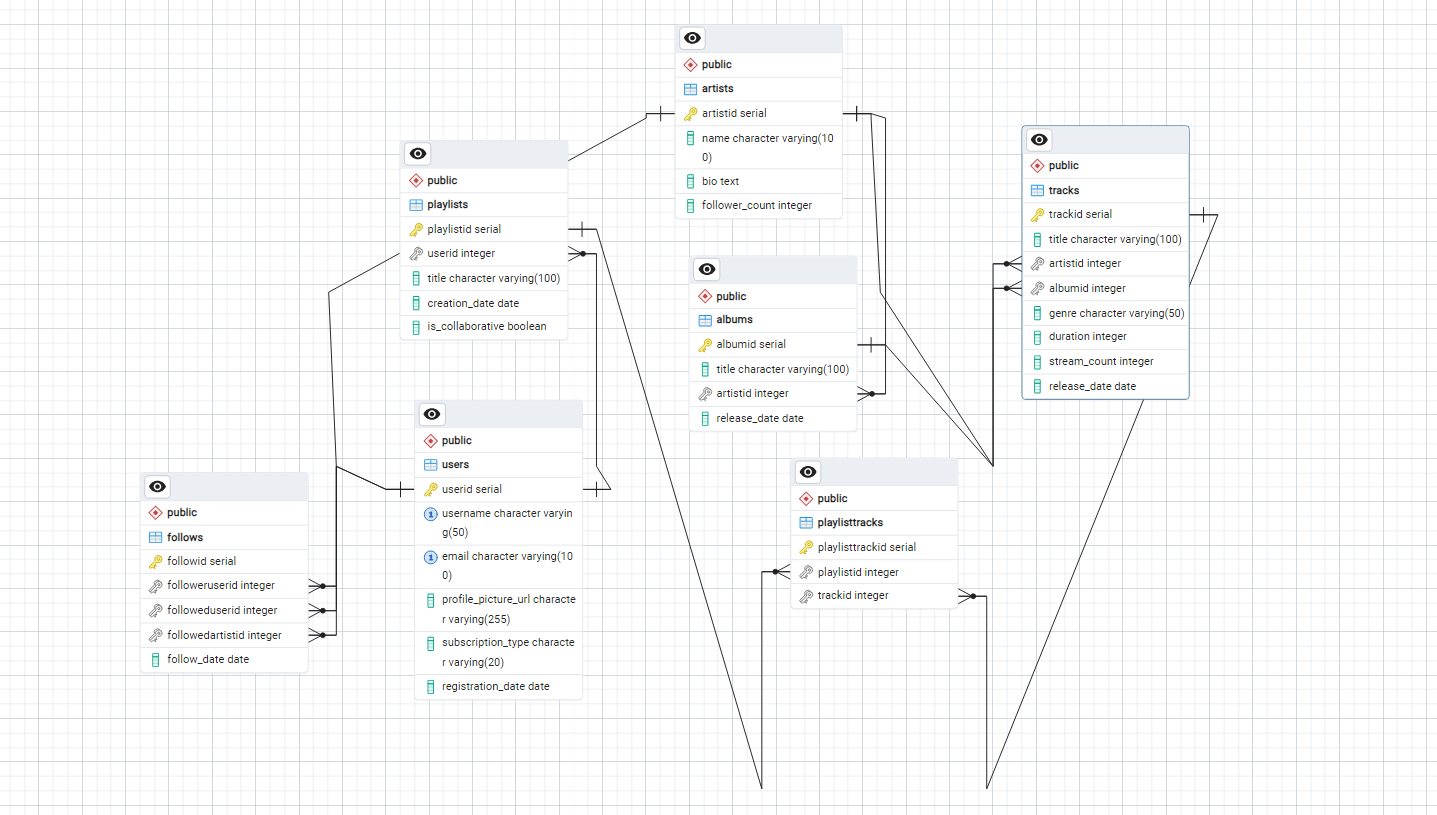 public
artists
artistid serial
name character varying(10
0)
bio text
follower_count integer
public
playlists
playlistid serial
userid integer
title character varying(100)
creation_date date
is_collaborative boolean
public
tracks
trackid serial
title character varying(100)
artistid integer
albumid integer
genre character varying(50)
duration integer
stream_count integer
release_date date
public
albums
albumid serial
title character varying(100)
artistid integer
release_date date
public
users
userid serial
1 username character varyin
g(50)
1 email character varying(10
0)
profile_picture_url characte
r varying(255)
subscription_type characte
r varying(20)
registration_date date
public
playlisttracks
playlisttrackid serial
playlistid integer
trackid integer
public
follows
followid serial
followeruserid integer
followeduserid integer
followedartistid integer
follow_date date